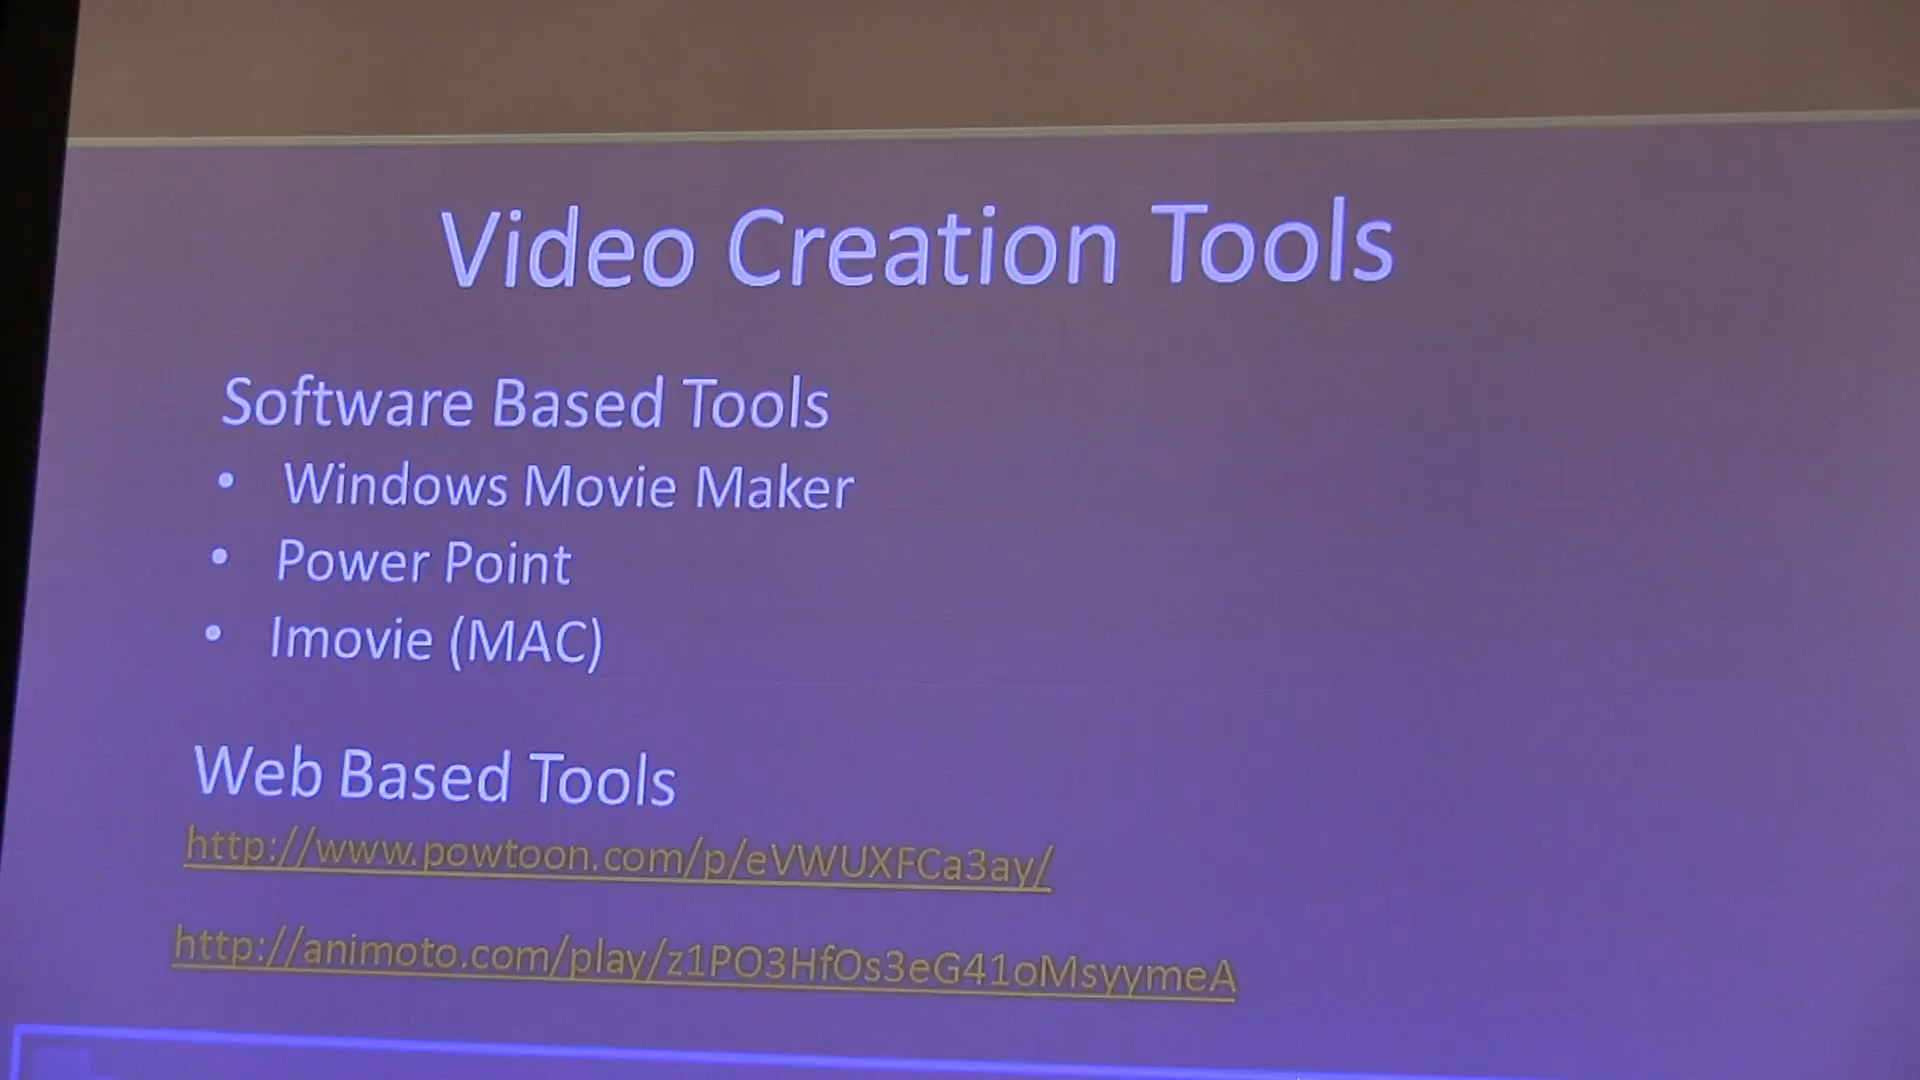 Video Creation Tools
Software Based Tools
• Windows Movie Maker
• Power Point
• Imovie (MAC)
Web Based Tools
http://www.powtoon.com/p/eVWUXFCa3ay/
http://animoto.com/play/z1PO3HfOs3eG41oMsyymeA